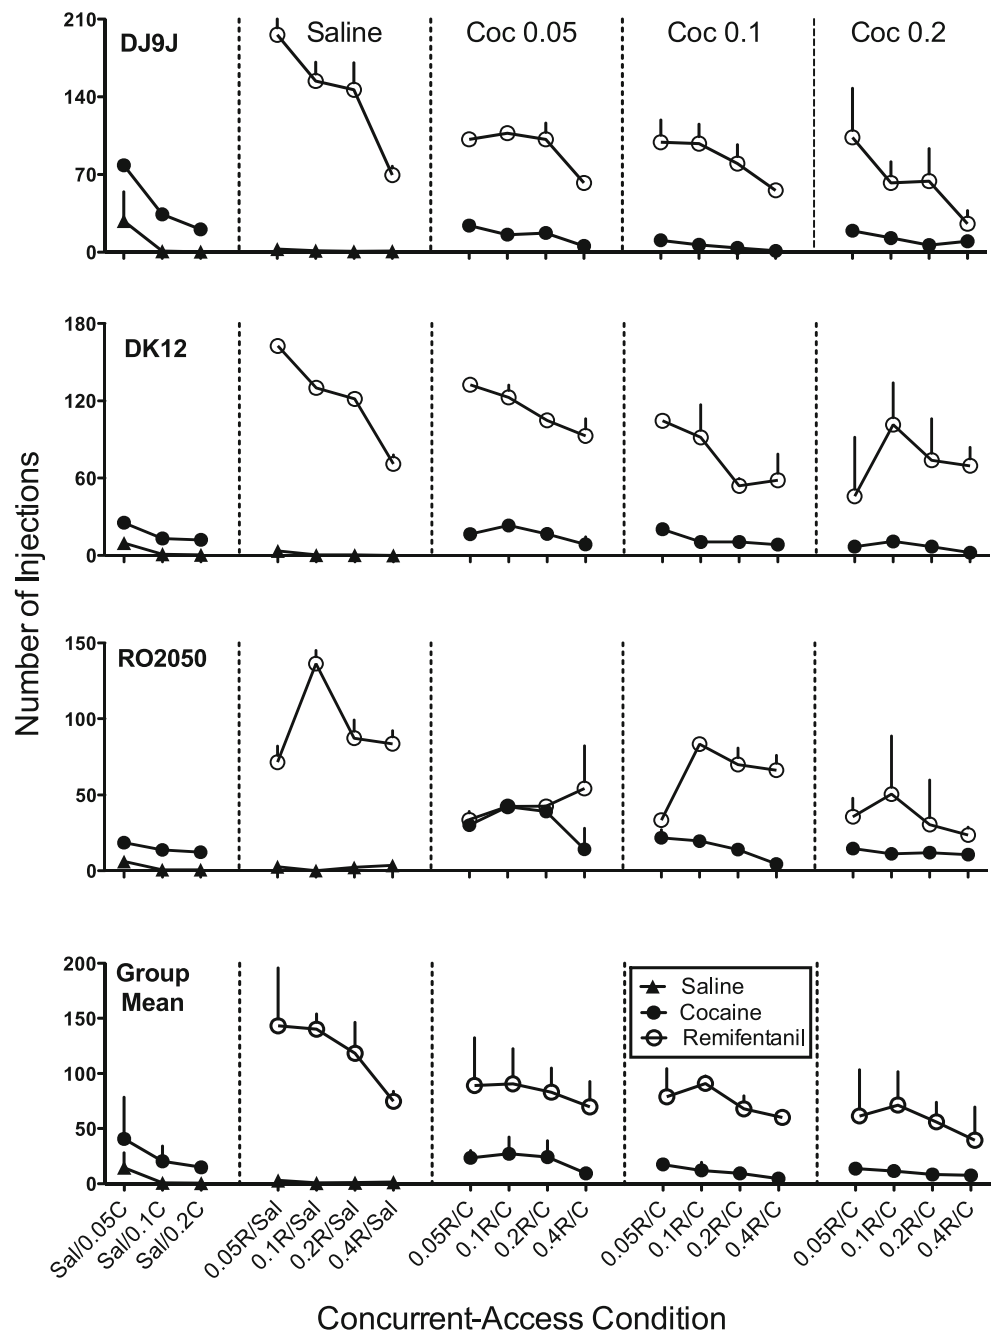 210
DJ9J
Saline
Coc 0.05
Coc 0.1
Coc 0.2
140
70
0
180
DK12
120
60
0
150
RO2050
100
50
0
200
Group
Mean
150
100
50
0
Saline
Cocaine
Remifentanil
Sal/0.05C
Sal/0.1C
Sal/0.2C
0.05R/Sal
0.1R/Sal
0.2R/Sal
0.4R/Sal
0.05R/C
0.1R/C
0.2R/C
0.4R/C
0.05R/C
0.1R/C
0.2R/C
0.4R/C
0.05R/C
0.1R/C
0.2R/C
0.4R/C
Number of Injections
Concurrent-Access Condition